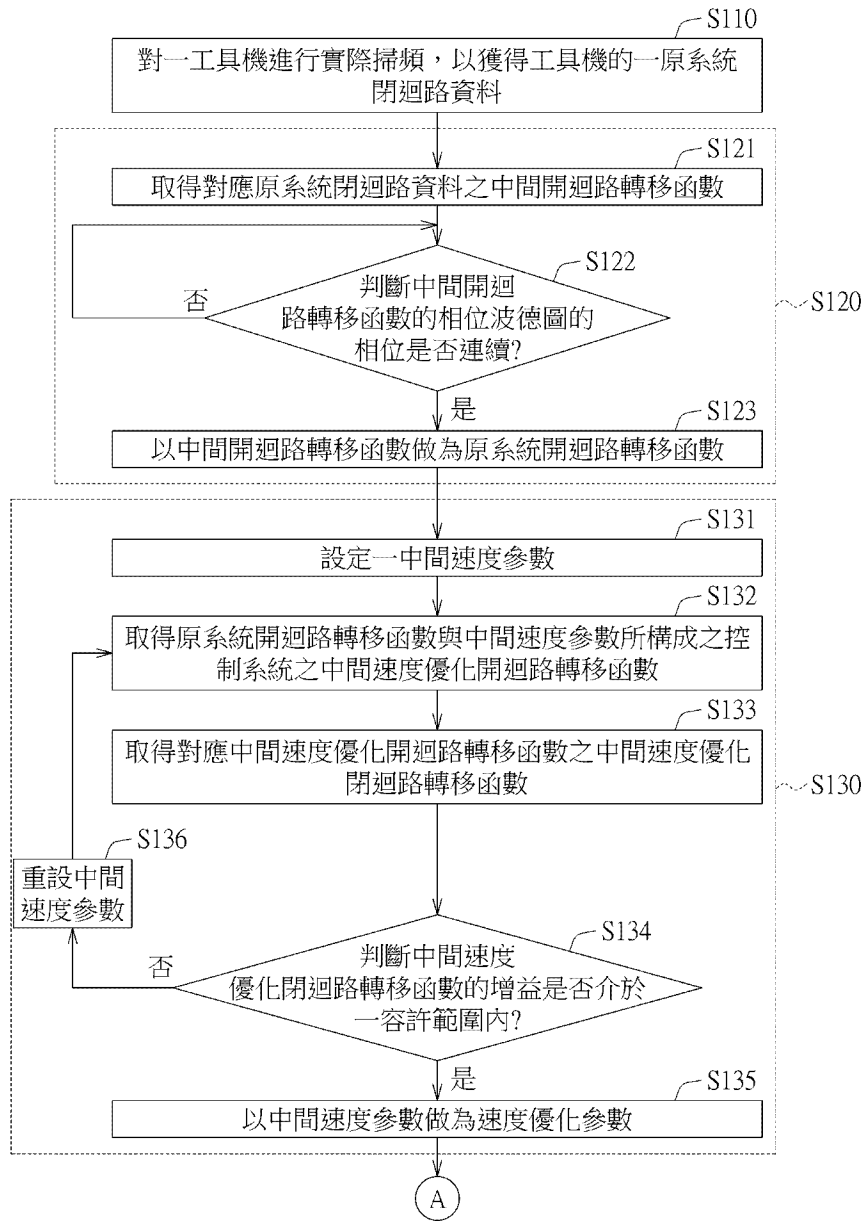 S110
對一工具機進行實際掃頻，以獲得工具機的一原系統
閉迴路資料
S121
取得對應原系統閉迴路資料之中間開迴路轉移函數
S122
否
判斷中間開迴
路轉移函數的相位波德圖的
相位是否連續?
S120
是
S123
以中間開迴路轉移函數做為原系統開迴路轉移函數
S131
設定一中間速度參數
S132
取得原系統開迴路轉移函數與中間速度參數所構成之控
制系統之中間速度優化開迴路轉移函數
S133
取得對應中間速度優化開迴路轉移函數之中間速度優化
閉迴路轉移函數
S130
S136
重設中間
速度參數
S134
否
判斷中間速度
優化閉迴路轉移函數的增益是否介於
一容許範圍內?
是
S135
以中間速度參數做為速度優化參數
A